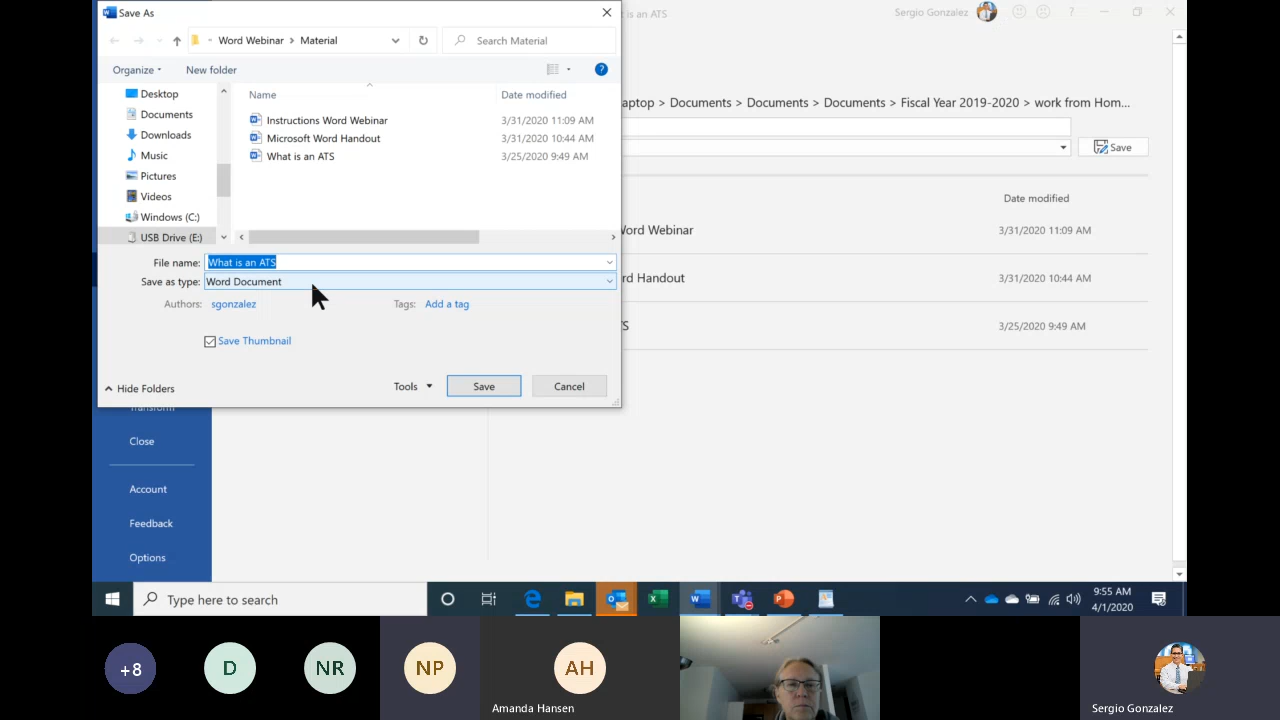 Save As
is an ATS
Sergio Gonzalez
?
Word Webinar > Material
Search Material
Organize
New folder
?
aptop > Documents > Documents > Documents > Fiscal Year 2019-2020 > work from Hom...
Desktop
Documents
Downloads
Music
Pictures
Videos
Windows (C:)
USB Drive (E:)
Name
Date modified
Instructions Word Webinar
3/31/2020 11:09 AM
Microsoft Word Handout
3/31/2020 10:44 AM
What is an ATS
3/25/2020 9:49 AM
Save
Date modified
Word Webinar
3/31/2020 11:09 AM
rd Handout
3/31/2020 10:44 AM
TS
3/25/2020 9:49 AM
File name: What is an ATS
Save as type: Word Document
Authors: sgonzalez
Tags: Add a tag
Save Thumbnail
Hide Folders
Tools
Save
Cancel
Transform
Close
Account
Feedback
Options
Type here to search
9:55 AM
4/1/2020
+8
D
NR
NP
AH
Amanda Hansen
Sergio Gonzalez